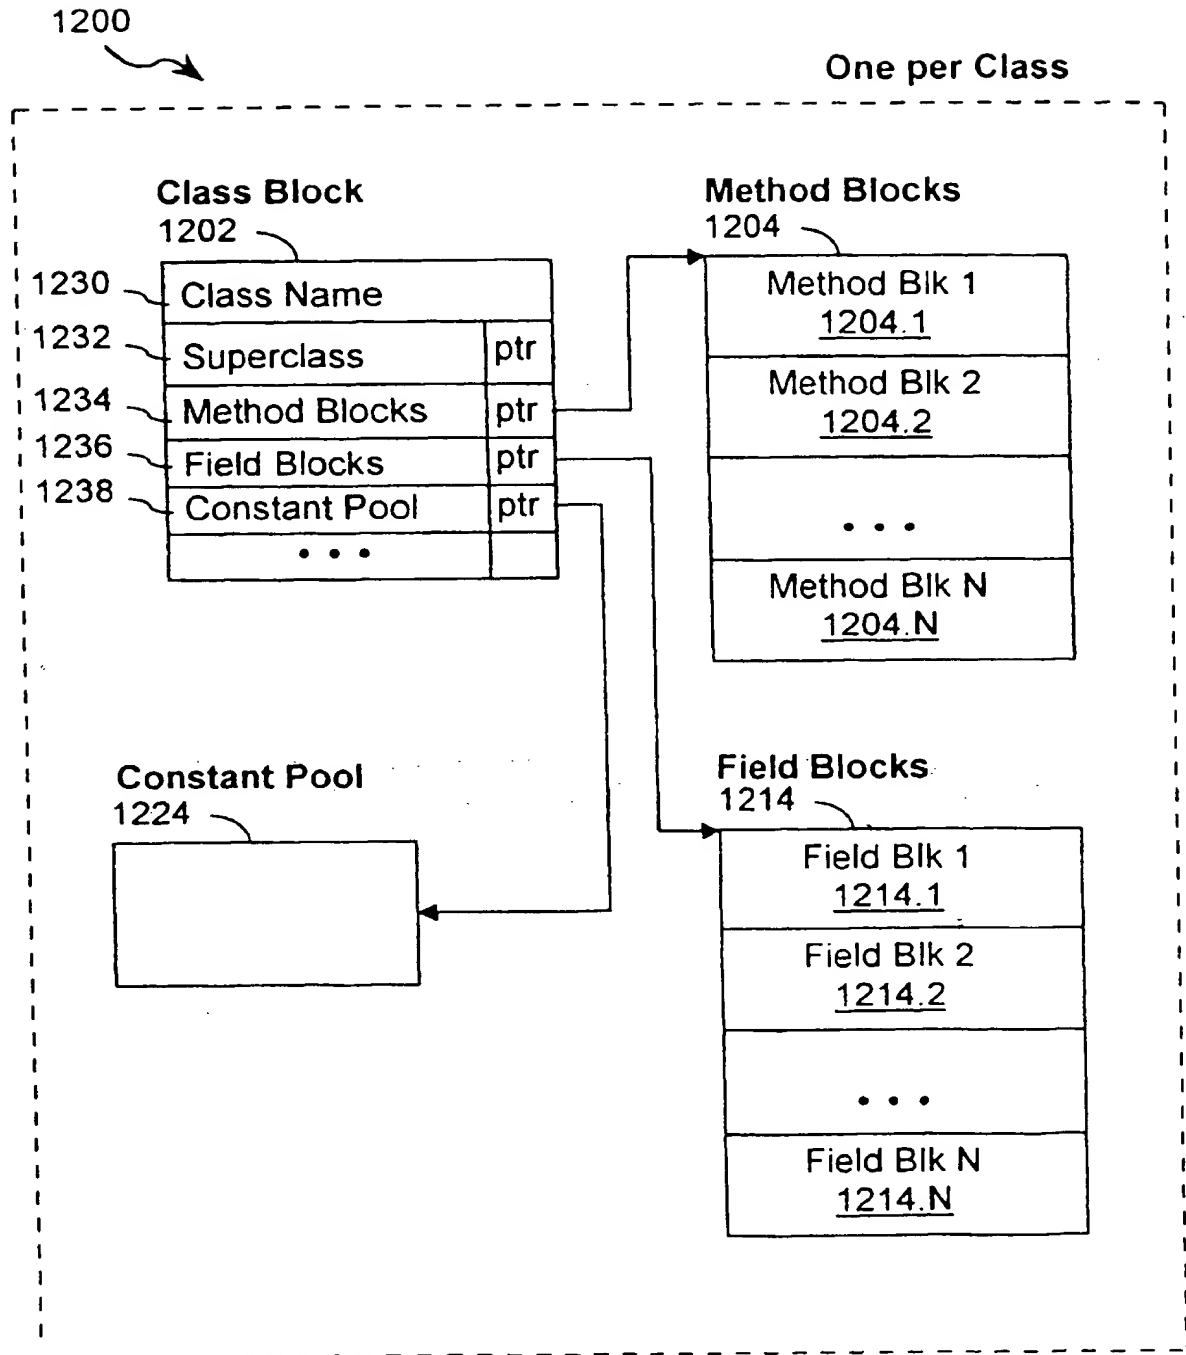 1200
One per Class
Class Block
1202
1230
Class Name
1232
Superclass ptr
1234
Method Blocks ptr
1236
Field Blocks ptr
1238
Constant Pool ptr
• • •
Method Blocks
1204
Method Blk 1
1204.1
Method Blk 2
1204.2
• • •
Method Blk N
1204.N
Constant Pool
1224
Field Blocks
1214
Field Blk 1
1214.1
Field Blk 2
1214.2
• • •
Field Blk N
1214.N